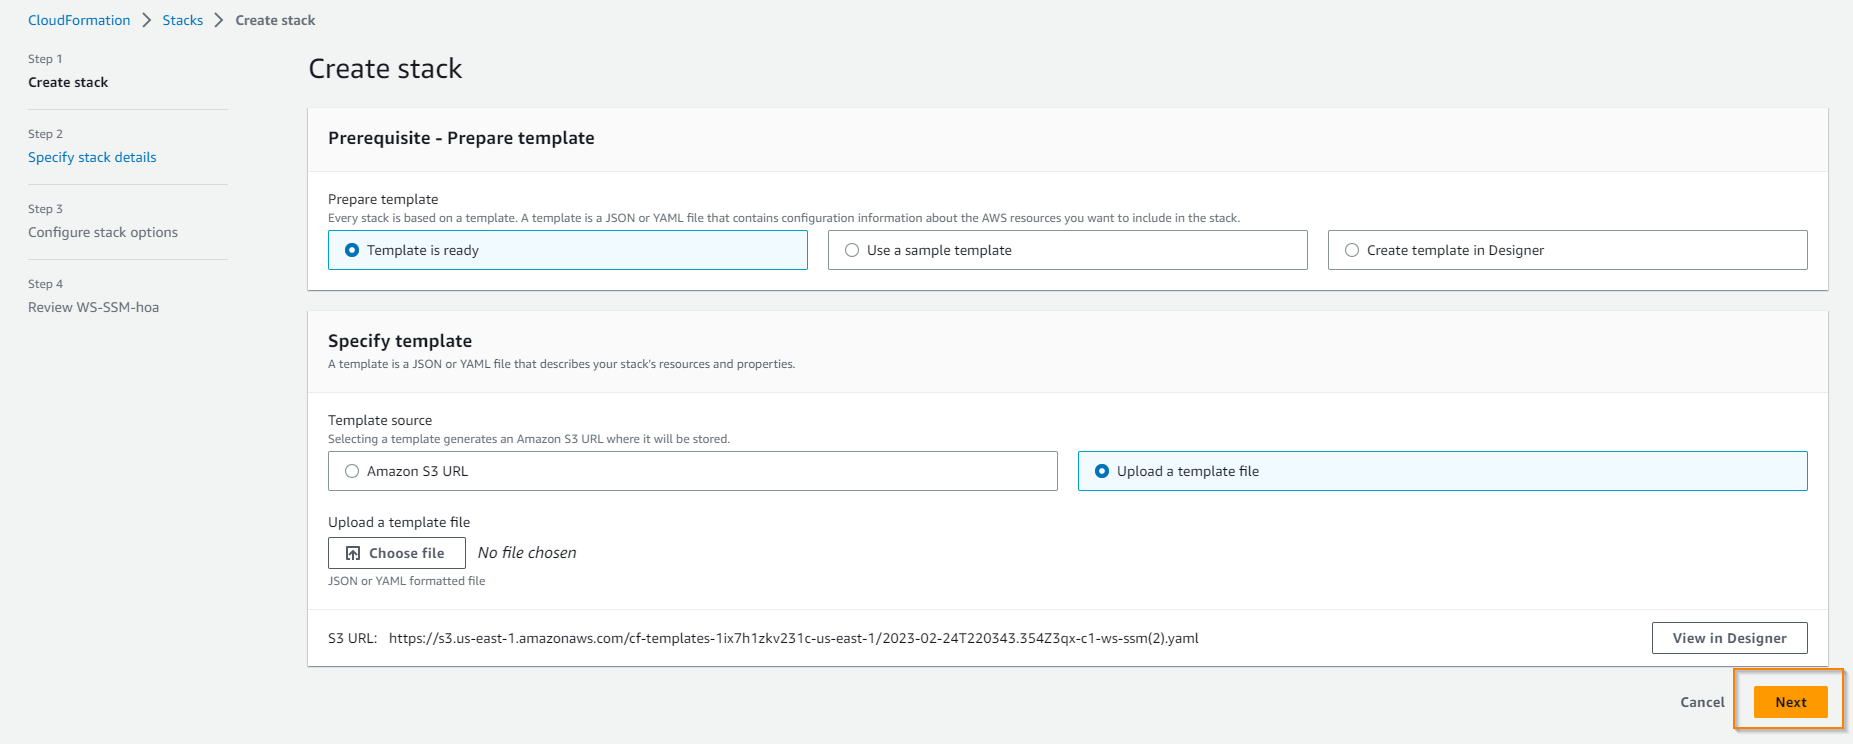 CloudFormation > Stacks > Create stack
Step 1
Create stack
Step 2
Specify stack details
Step 3
Configure stack options
Step 4
Review WS-SSM-hoa
Create stack
Prerequisite - Prepare template
Prepare template
Every stack is based on a template. A template is a JSON or YAML file that contains configuration information about the AWS resources you want to include in the stack.
Template is ready
Use a sample template
Create template in Designer
Specify template
A template is a JSON or YAML file that describes your stack's resources and properties.
Template source
Selecting a template generates an Amazon S3 URL where it will be stored.
Amazon S3 URL
Upload a template file
Upload a template file
Choose file No file chosen
JSON or YAML formatted file
S3 URL: https://s3.us-east-1.amazonaws.com/cf-templates-1ix7h1zkv231c-us-east-1/2023-02-24T220343.354Z3qx-c1-ws-ssm(2).yaml
View in Designer
Cancel
Next